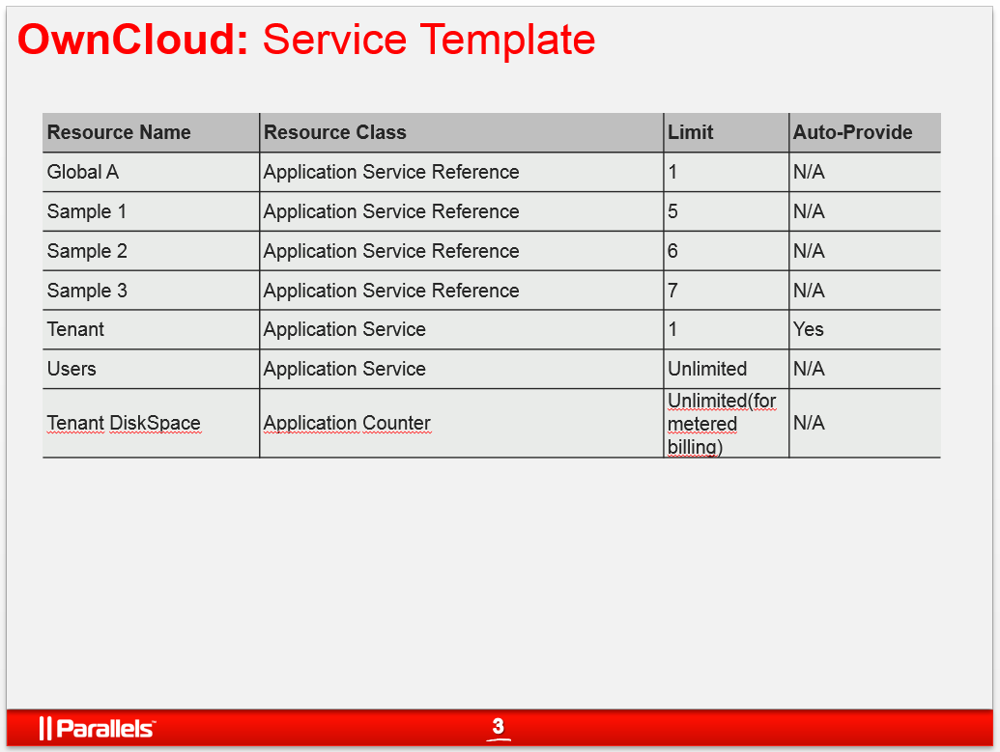 OwnCloud: Service Template
Resource Name Resource Class Limit Auto-Provide
Global A Application Service Reference 1 N/A
Sample 1 Application Service Reference 5 N/A
Sample 2 Application Service Reference 6 N/A
Sample 3 Application Service Reference 7 N/A
Tenant Application Service 1 Yes
Users Application Service Unlimited N/A
Tenant DiskSpace Application Counter Unlimited(for
metered
billing) N/A
Parallels™ 3